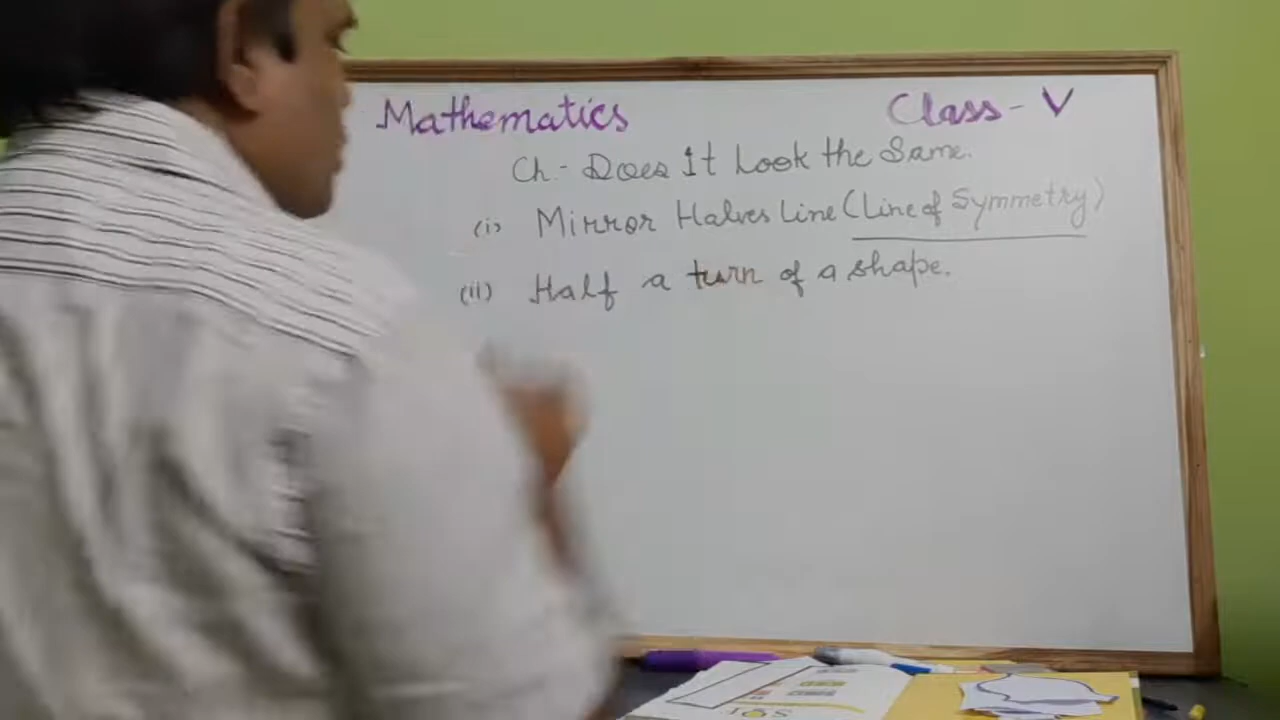 Mathematics Class - V
Ch.- Does It Look the Same.
(i) Mirror Halves Line (Line of Symmetry)
(ii) Half a turn of a shape.